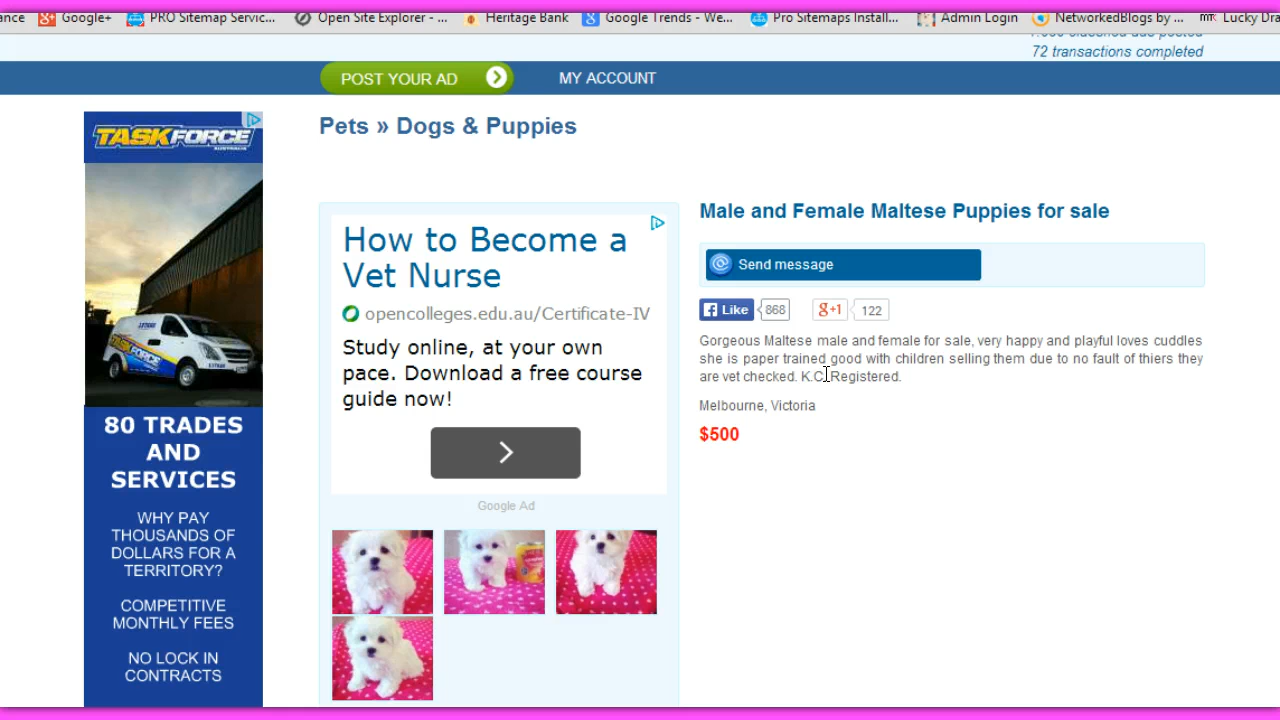 ance Google+ PRO Sitemap Servic... Open Site Explorer - ... Heritage Bank Google Trends - We... Pro Sitemaps Install... Admin Login NetworkedBlogs by ... Lucky Dra
72 transactions completed
POST YOUR AD MY ACCOUNT
Pets » Dogs & Puppies
TASKFORCE
AUSTRALIA
80 TRADES
AND
SERVICES
WHY PAY
THOUSANDS OF
DOLLARS FOR A
TERRITORY?
COMPETITIVE
MONTHLY FEES
NO LOCK IN
CONTRACTS
How to Become a
Vet Nurse
opencolleges.edu.au/Certificate-IV
Study online, at your own
pace. Download a free course
guide now!
Google Ad
Male and Female Maltese Puppies for sale
Send message
Like 868 g+1 122
Gorgeous Maltese male and female for sale, very happy and playful loves cuddles
she is paper trained good with children selling them due to no fault of thiers they
are vet checked. K.C. Registered.
Melbourne, Victoria
$500